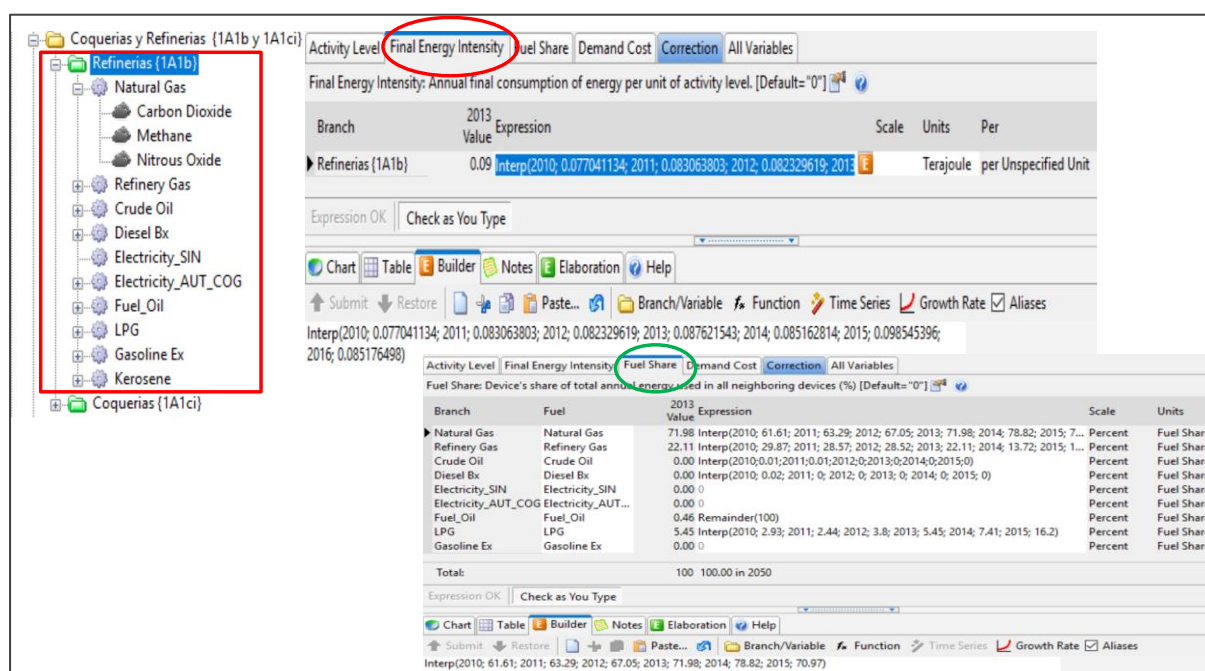 Coquerias y Refinerias {1A1b y 1A1ci}
Refinerias {1A1b}
Natural Gas
Carbon Dioxide
Methane
Nitrous Oxide
Refinery Gas
Crude Oil
Diesel Bx
Electricity_SIN
Electricity_AUT_COG
Fuel_Oil
LPG
Gasoline Ex
Kerosene
Coquerias {1A1ci}
Activity Level Final Energy Intensity Fuel Share Demand Cost Correction All Variables
Final Energy Intensity: Annual final consumption of energy per unit of activity level. [Default="0"]
Branch 2013 Value Expression Scale Units Per
Refinerias {1A1b} 0.09 Interp(2010; 0.077041134; 2011; 0.083063803; 2012; 0.082329619; 2013 E Terajoule per Unspecified Unit
Expression OK Check as You Type
Chart Table Builder Notes Elaboration Help
Submit Restore Paste... Branch/Variable fx Function Time Series Growth Rate Aliases
Interp(2010; 0.077041134; 2011; 0.083063803; 2012; 0.082329619; 2013; 0.087621543; 2014; 0.085162814; 2015; 0.098545396;
2016; 0.085176498)
Activity Level Final Energy Intensity Fuel Share Demand Cost Correction All Variables
Fuel Share: Device's share of total annual energy used in all neighboring devices (%) [Default="0"]
Branch Fuel 2013 Value Expression Scale Units
Natural Gas Natural Gas 71.98 Interp(2010; 61.61; 2011; 63.29; 2012; 67.05; 2013; 71.98; 2014; 78.82; 2015; 7... Percent Fuel Shar
Refinery Gas Refinery Gas 22.11 Interp(2010; 29.87; 2011; 28.57; 2012; 28.52; 2013; 22.11; 2014; 13.72; 2015; 1... Percent Fuel Shar
Crude Oil Crude Oil 0.00 Interp(2010;0.01;2011;0.01;2012;0;2013;0;2014;0;2015;0) Percent Fuel Shar
Diesel Bx Diesel Bx 0.00 Interp(2010; 0.02; 2011; 0; 2012; 0; 2013; 0; 2014; 0; 2015; 0) Percent Fuel Shar
Electricity_SIN Electricity_SIN 0.00 0 Percent Fuel Shar
Electricity_AUT_COG Electricity_AUT... 0.00 0 Percent Fuel Shar
Fuel_Oil Fuel_Oil 0.46 Remainder(100) Percent Fuel Shar
LPG LPG 5.45 Interp(2010; 2.93; 2011; 2.44; 2012; 3.8; 2013; 5.45; 2014; 7.41; 2015; 16.2) Percent Fuel Shar
Gasoline Ex Gasoline Ex 0.00 0 Percent Fuel Shar
Total: 100 100.00 in 2050
Expression OK Check as You Type
Chart Table Builder Notes Elaboration Help
Submit Restore Paste... Branch/Variable fx Function Time Series Growth Rate Aliases
Interp(2010; 61.61; 2011; 63.29; 2012; 67.05; 2013; 71.98; 2014; 78.82; 2015; 70.97)